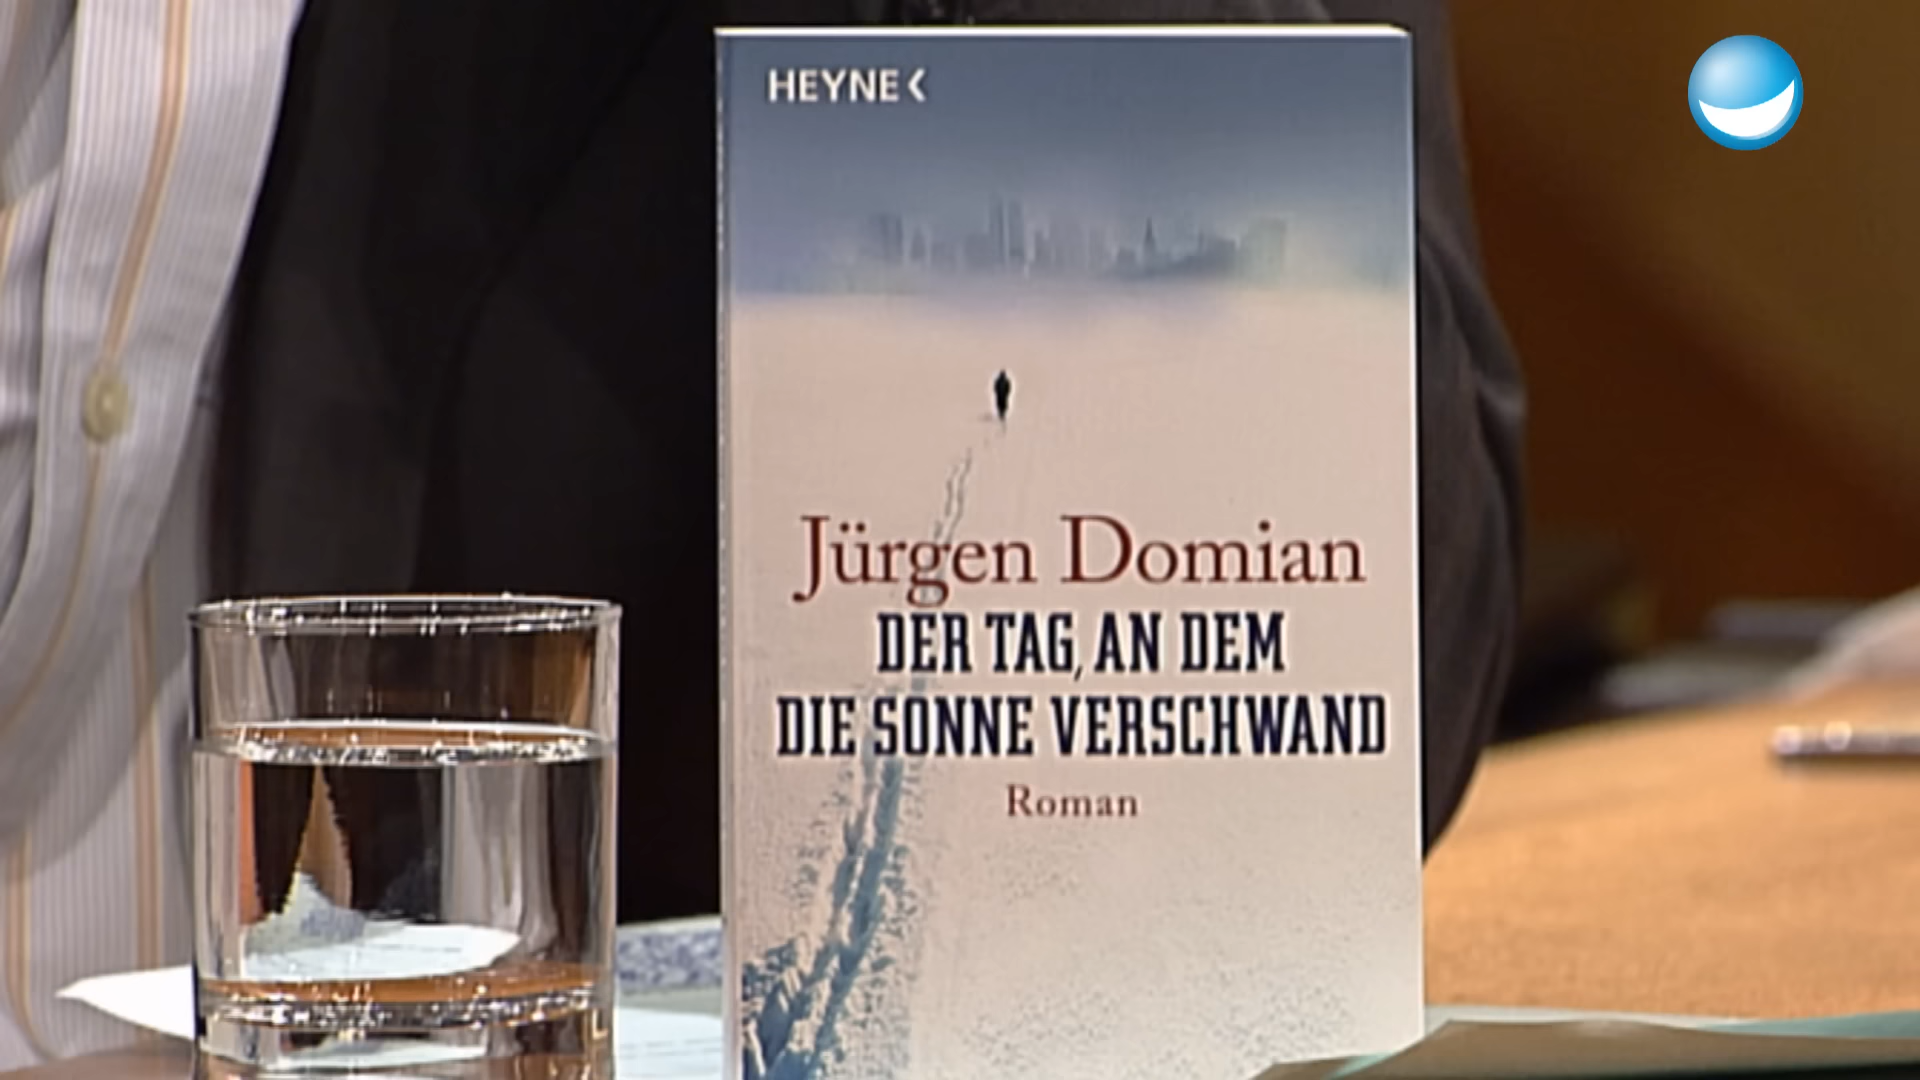 HEYNE
Jürgen Domian
DER TAG, AN DEM
DIE SONNE VERSCHWAND
Roman